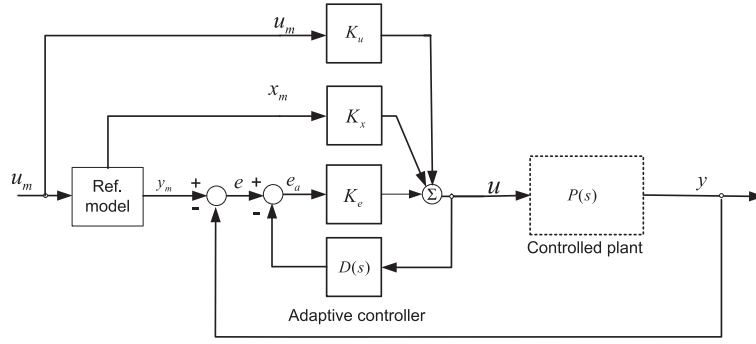 u_m
K_u
x_m
K_x
u_m
Ref.
model
y_m
+
-
e
+
-
e_a
K_e
Σ
u
P(s)
y
Controlled plant
D(s)
Adaptive controller